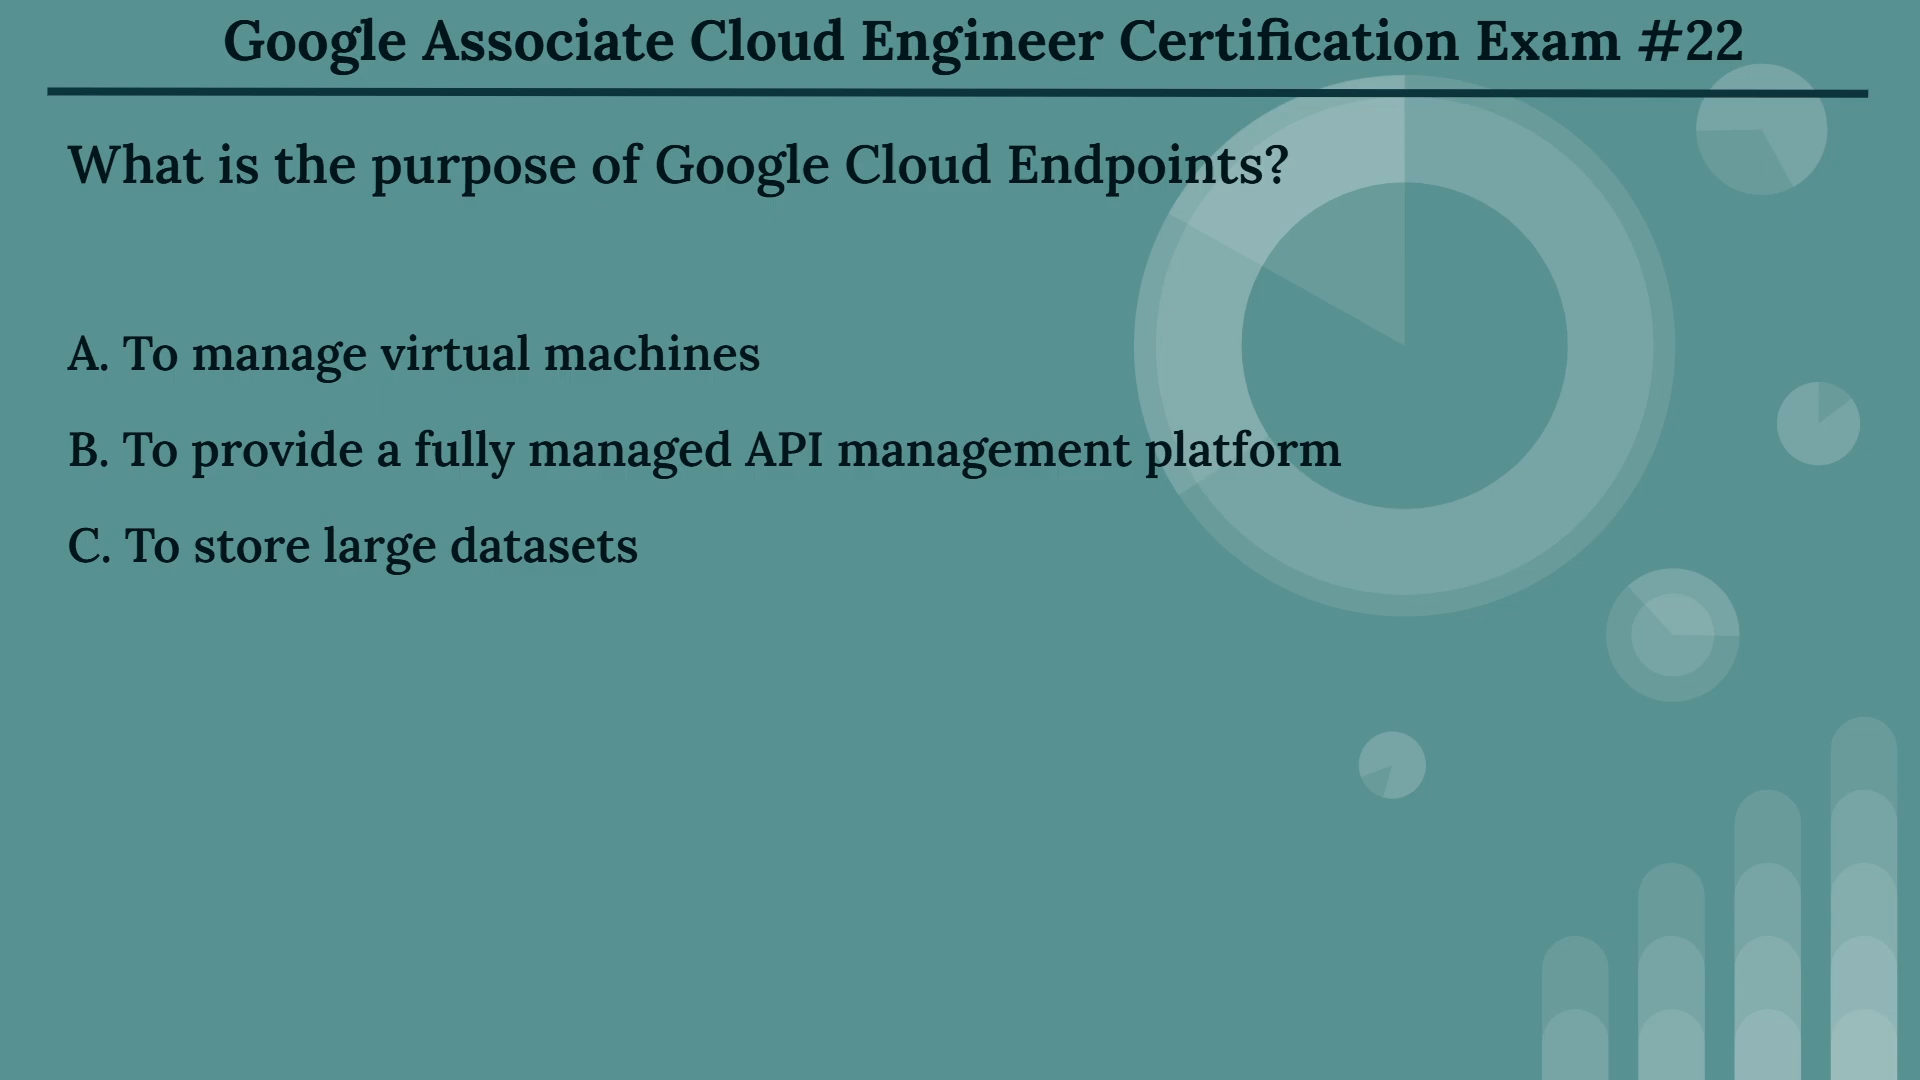 Google Associate Cloud Engineer Certification Exam #22
What is the purpose of Google Cloud Endpoints?
A. To manage virtual machines
B. To provide a fully managed API management platform
C. To store large datasets